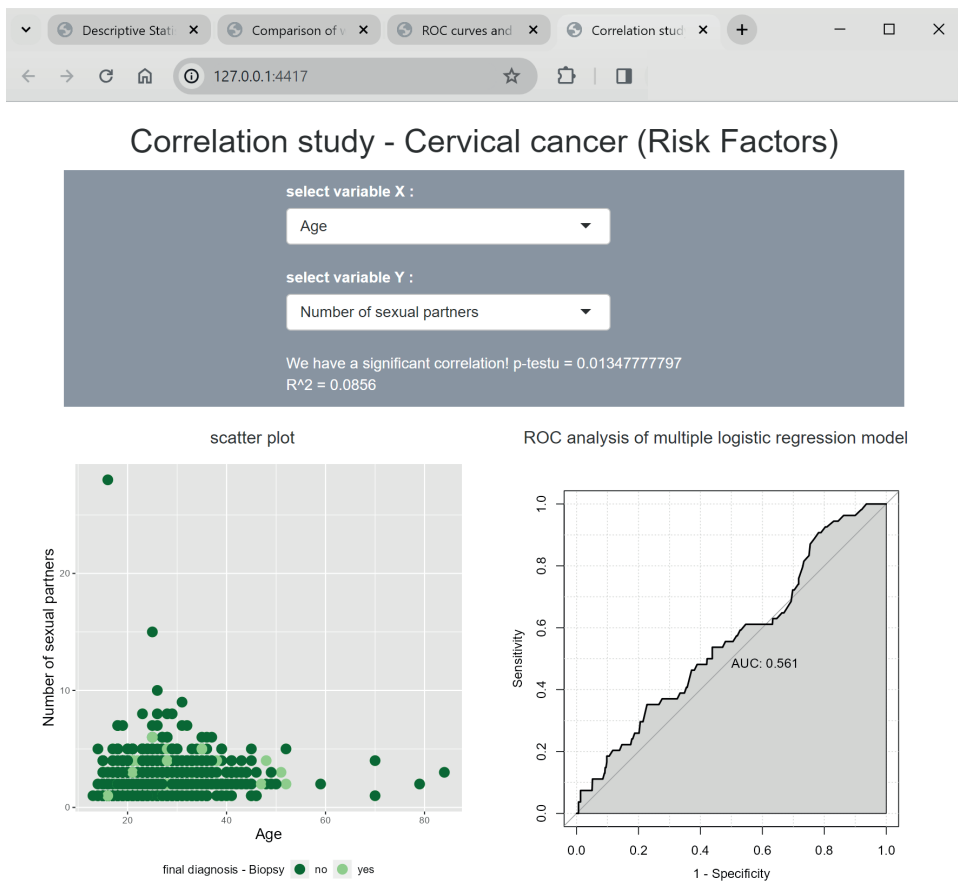 Descriptive Stati
Comparison of v
ROC curves and
Correlation stud
127.0.0.1:4417
Correlation study - Cervical cancer (Risk Factors)
select variable X :
Age
select variable Y :
Number of sexual partners
We have a significant correlation! p-testu = 0.01347777797
R^2 = 0.0856
scatter plot
Number of sexual partners
20
10
0
20 40 60 80
Age
final diagnosis - Biopsy no yes
ROC analysis of multiple logistic regression model
Sensitivity
1.0
0.8
0.6
0.4
0.2
0.0
AUC: 0.561
0.0 0.2 0.4 0.6 0.8 1.0
1 - Specificity